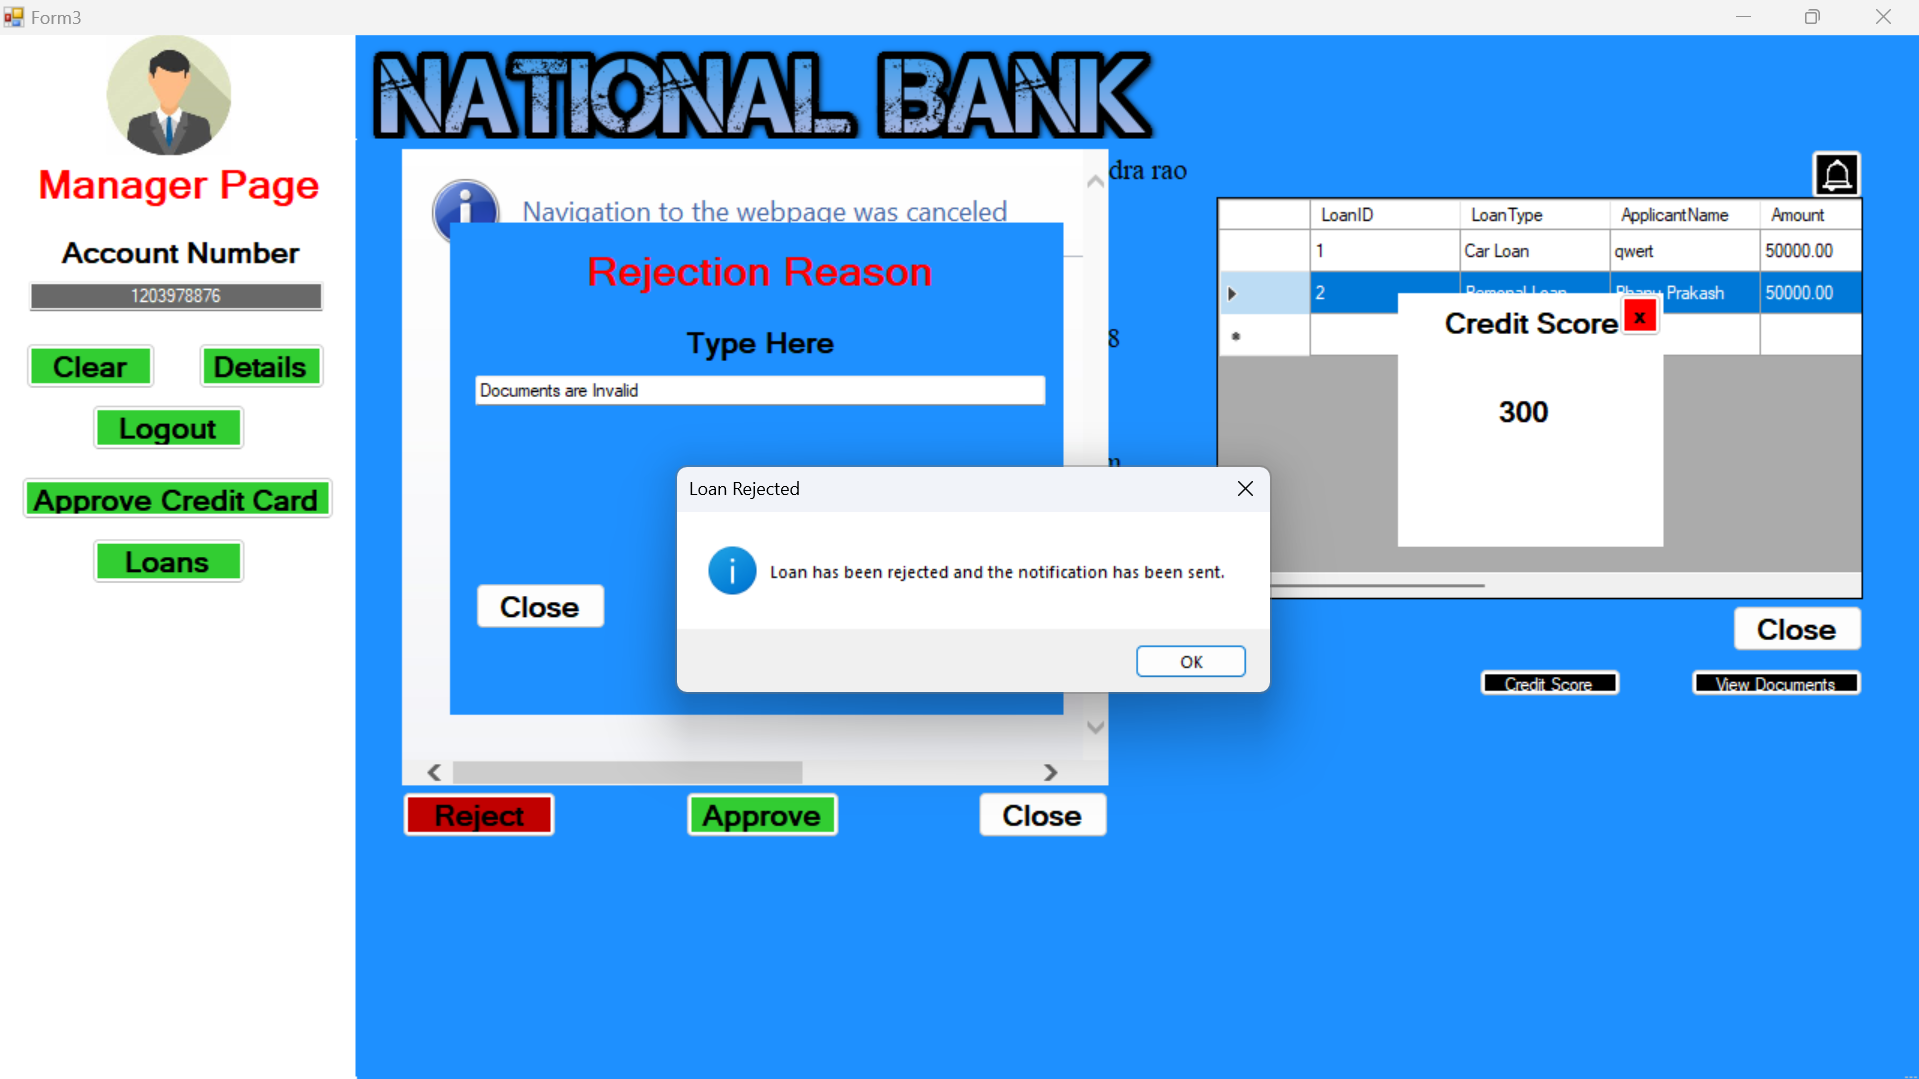 Form3
NATIONAL BANK
Manager Page
Account Number
1203978876
Clear
Details
Logout
Approve Credit Card
Loans
Navigation to the webpage was canceled
Rejection Reason
Type Here
Documents are Invalid
Close
Loan Rejected
Loan has been rejected and the notification has been sent.
OK
Reject
Approve
Close
dra rao
8
LoanID LoanType ApplicantName Amount
1 Car Loan qwert 50000.00
2 Personal Loan Bhanu Prakash 50000.00
Credit Score
x
300
Close
Credit Score
View Documents